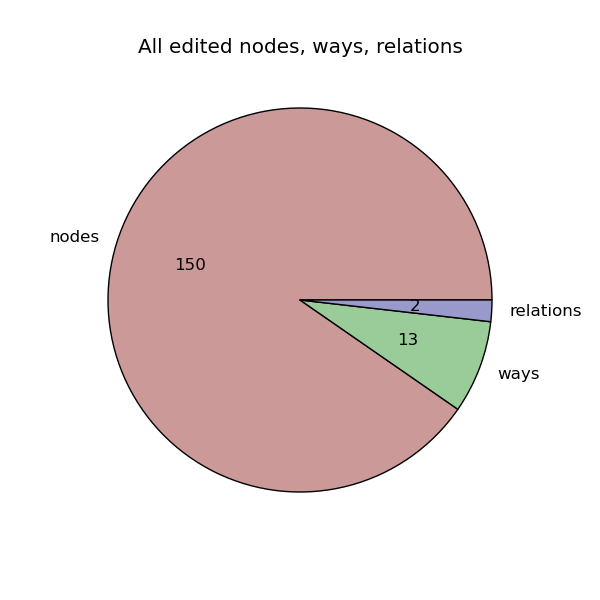 All edited nodes, ways, relations
nodes
150
2
relations
13
ways